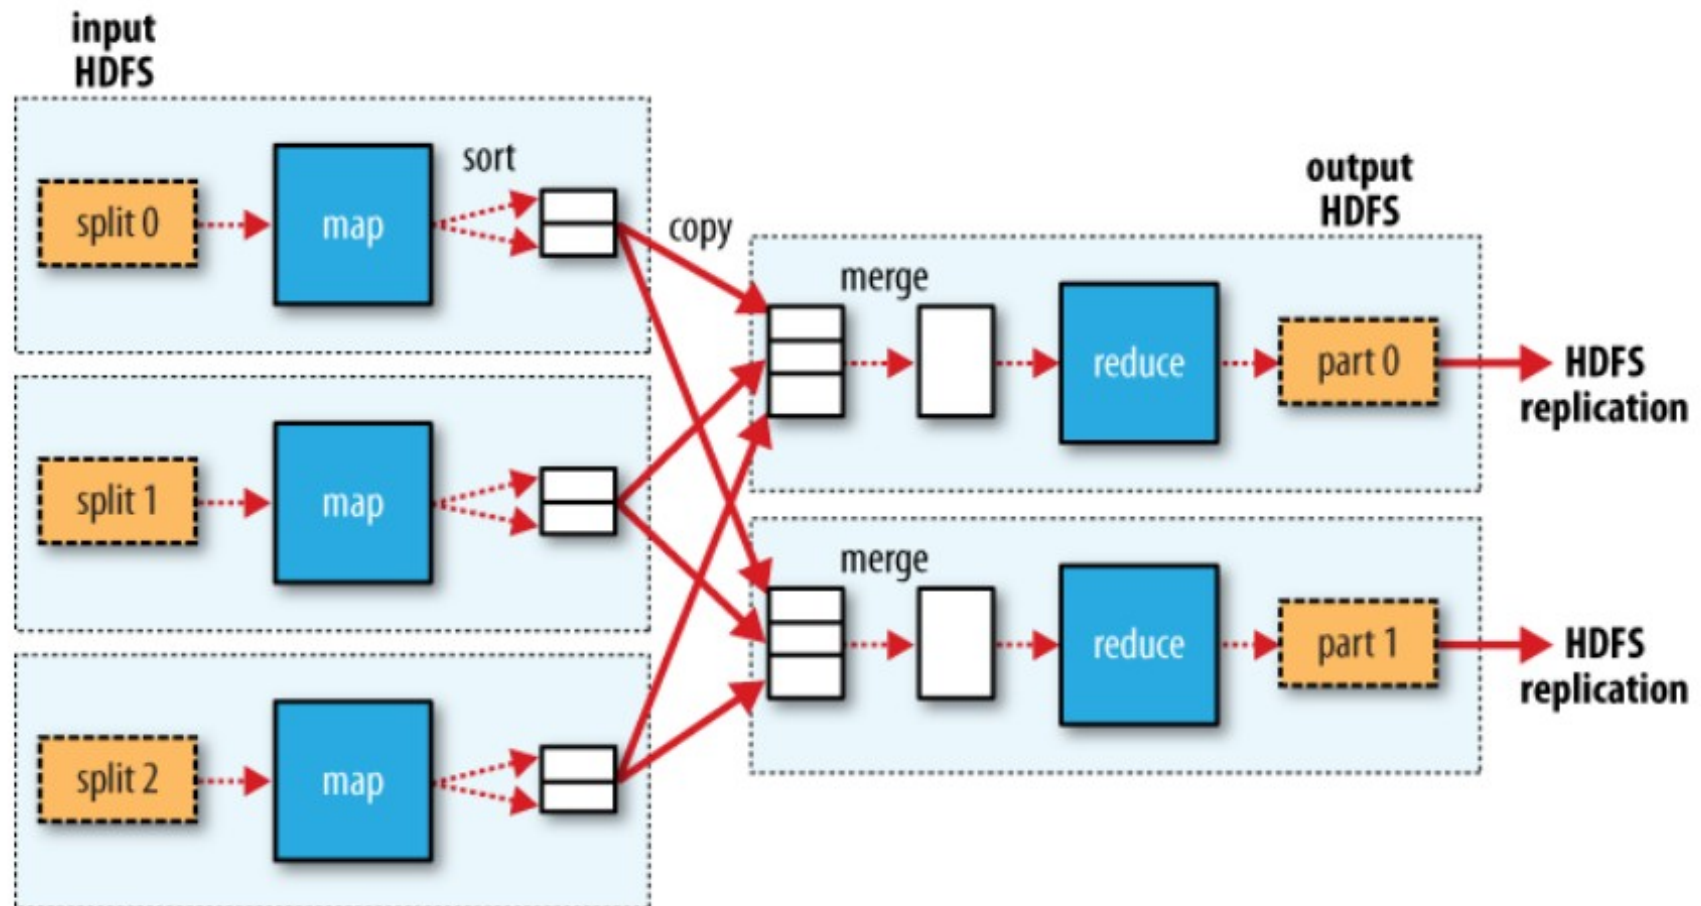 input
HDFS
split 0
map
sort
copy
split 1
map
split 2
map
output
HDFS
merge
reduce
part 0
HDFS
replication
merge
reduce
part 1
HDFS
replication